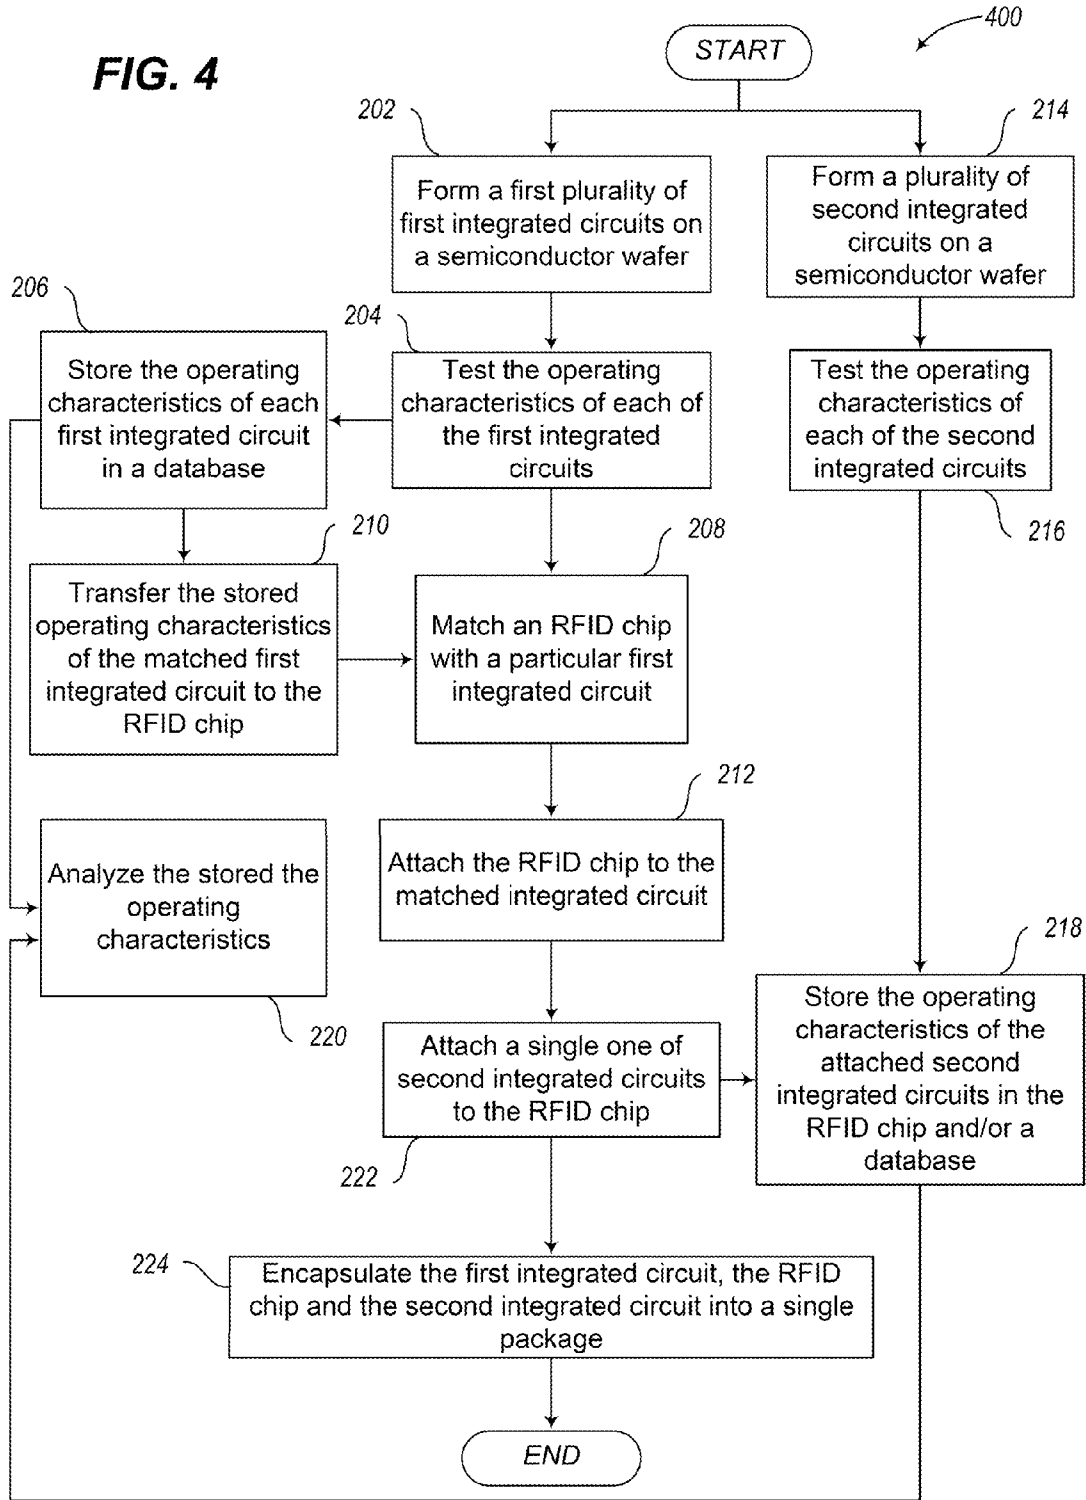 FIG. 4
START
400
202
214
Form a first plurality of
first integrated circuits on
a semiconductor wafer
Form a plurality of
second integrated
circuits on a
semiconductor wafer
206
204
Store the operating
characteristics of each
first integrated circuit
in a database
Test the operating
characteristics of each of
the first integrated
circuits
Test the operating
characteristics of
each of the second
integrated circuits
210
208
216
Transfer the stored
operating characteristics
of the matched first
integrated circuit to the
RFID chip
Match an RFID chip
with a particular first
integrated circuit
212
Analyze the stored the
operating
characteristics
220
Attach the RFID chip to the
matched integrated circuit
218
Attach a single one of
second integrated circuits
to the RFID chip
222
Store the operating
characteristics of the
attached second
integrated circuits in the
RFID chip and/or a
database
224
Encapsulate the first integrated circuit, the RFID
chip and the second integrated circuit into a single
package
END